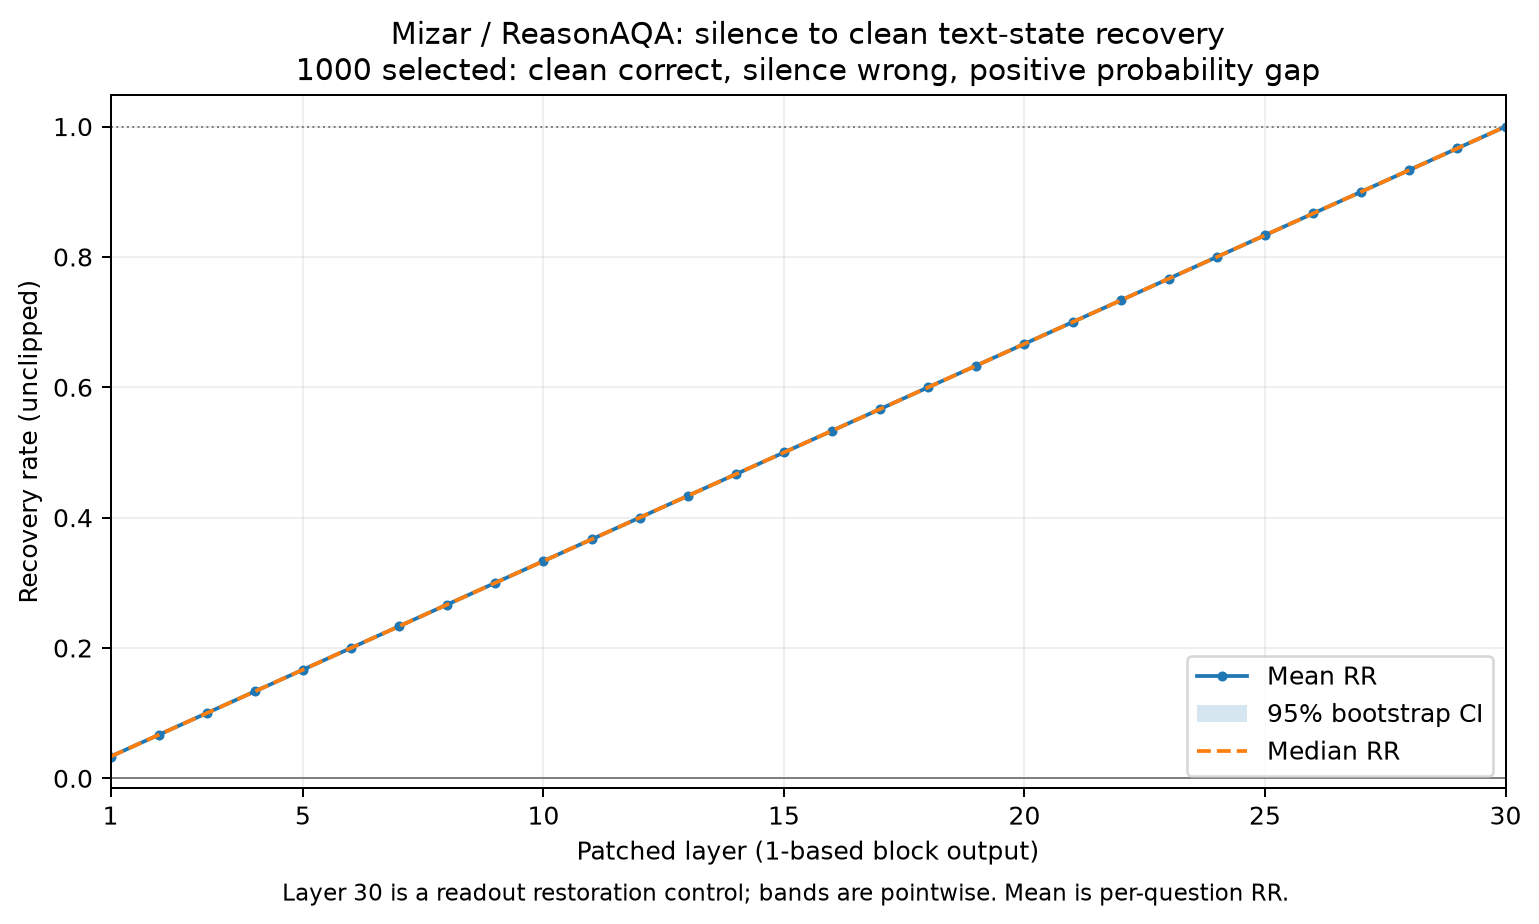 Mizar / ReasonAQA: silence to clean text-state recovery
1000 selected: clean correct, silence wrong, positive probability gap
Recovery rate (unclipped)
1.0
0.8
0.6
0.4
0.2
0.0
Mean RR
95% bootstrap CI
Median RR
1 5 10 15 20 25 30
Patched layer (1-based block output)
Layer 30 is a readout restoration control; bands are pointwise. Mean is per-question RR.